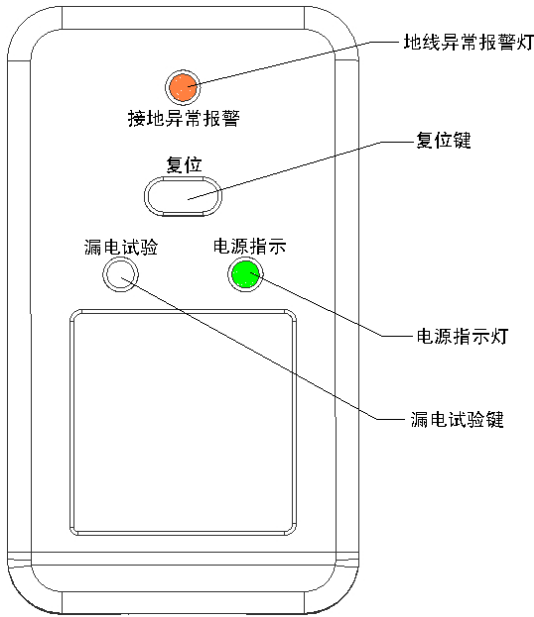 地线异常报警灯
接地异常报警
复位键
复位
漏电试验
电源指示
电源指示灯
漏电试验键